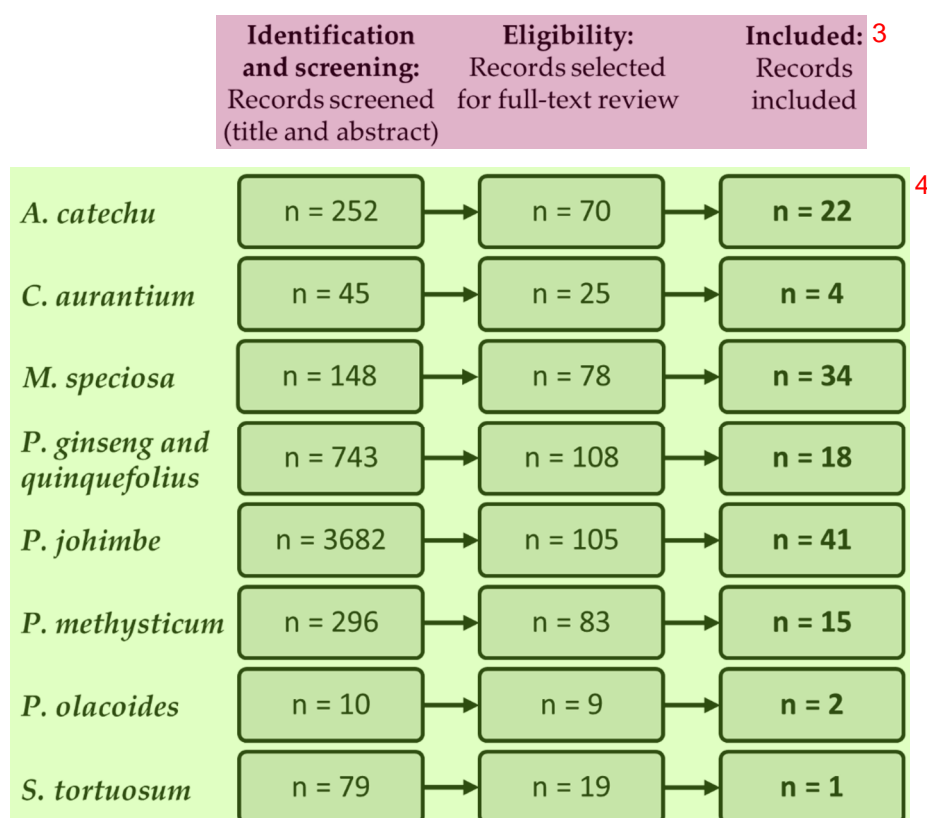 Identification
and screening:
Records screened
(title and abstract)
Eligibility:
Records selected
for full-text review
Included:
Records
included
3
4
A. catechu
n = 252
n = 70
n = 22
C. aurantium
n = 45
n = 25
n = 4
M. speciosa
n = 148
n = 78
n = 34
P. ginseng and
quinquefolius
n = 743
n = 108
n = 18
P. johimbe
n = 3682
n = 105
n = 41
P. methysticum
n = 296
n = 83
n = 15
P. olacoides
n = 10
n = 9
n = 2
S. tortuosum
n = 79
n = 19
n = 1